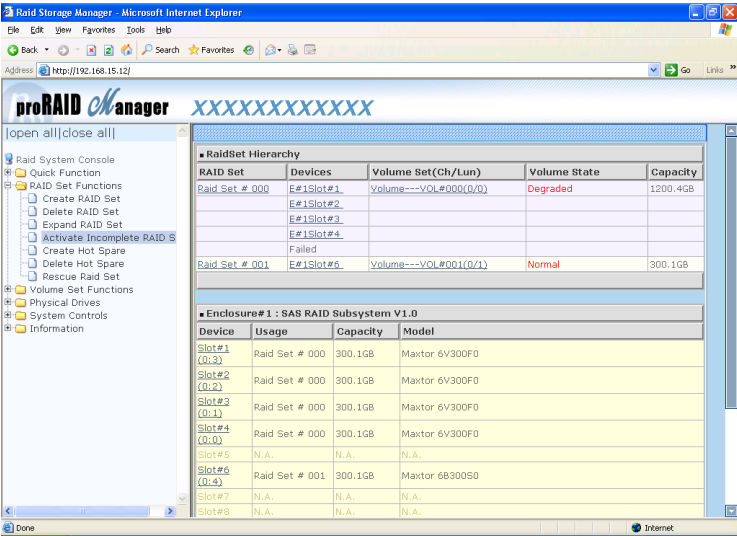 Raid Storage Manager - Microsoft Internet Explorer
File Edit View Favorites Tools Help
Back Search Favorites
Address http://192.168.15.12/ Go Links »
proRAID Manager XXXXXXXXXXXX
|open all|close all|
Raid System Console
Quick Function
RAID Set Functions
Create RAID Set
Delete RAID Set
Expand RAID Set
Activate Incomplete RAID S
Create Hot Spare
Delete Hot Spare
Rescue Raid Set
Volume Set Functions
Physical Drives
System Controls
Information
RaidSet Hierarchy
RAID Set Devices Volume Set(Ch/Lun) Volume State Capacity
Raid Set # 000 E#1Slot#1 Volume---VOL#000(0/0) Degraded 1200.4GB
E#1Slot#2
E#1Slot#3
E#1Slot#4
Failed
Raid Set # 001 E#1Slot#6 Volume---VOL#001(0/1) Normal 300.1GB
Enclosure#1 : SAS RAID Subsystem V1.0
Device Usage Capacity Model
Slot#1 (0:3) Raid Set # 000 300.1GB Maxtor 6V300F0
Slot#2 (0:2) Raid Set # 000 300.1GB Maxtor 6V300F0
Slot#3 (0:1) Raid Set # 000 300.1GB Maxtor 6V300F0
Slot#4 (0:0) Raid Set # 000 300.1GB Maxtor 6V300F0
Slot#5 N.A. N.A. N.A.
Slot#6 (0:4) Raid Set # 001 300.1GB Maxtor 6B300S0
Slot#7 N.A. N.A. N.A.
Slot#8 N.A. N.A. N.A.
Done Internet